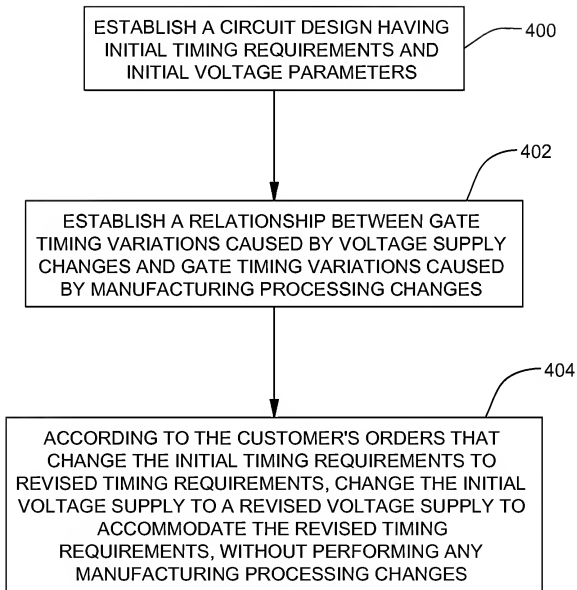 ESTABLISH A CIRCUIT DESIGN HAVING
INITIAL TIMING REQUIREMENTS AND
INITIAL VOLTAGE PARAMETERS
400
402
ESTABLISH A RELATIONSHIP BETWEEN GATE
TIMING VARIATIONS CAUSED BY VOLTAGE SUPPLY
CHANGES AND GATE TIMING VARIATIONS CAUSED
BY MANUFACTURING PROCESSING CHANGES
404
ACCORDING TO THE CUSTOMER'S ORDERS THAT
CHANGE THE INITIAL TIMING REQUIREMENTS TO
REVISED TIMING REQUIREMENTS, CHANGE THE INITIAL
VOLTAGE SUPPLY TO A REVISED VOLTAGE SUPPLY TO
ACCOMMODATE THE REVISED TIMING
REQUIREMENTS, WITHOUT PERFORMING ANY
MANUFACTURING PROCESSING CHANGES